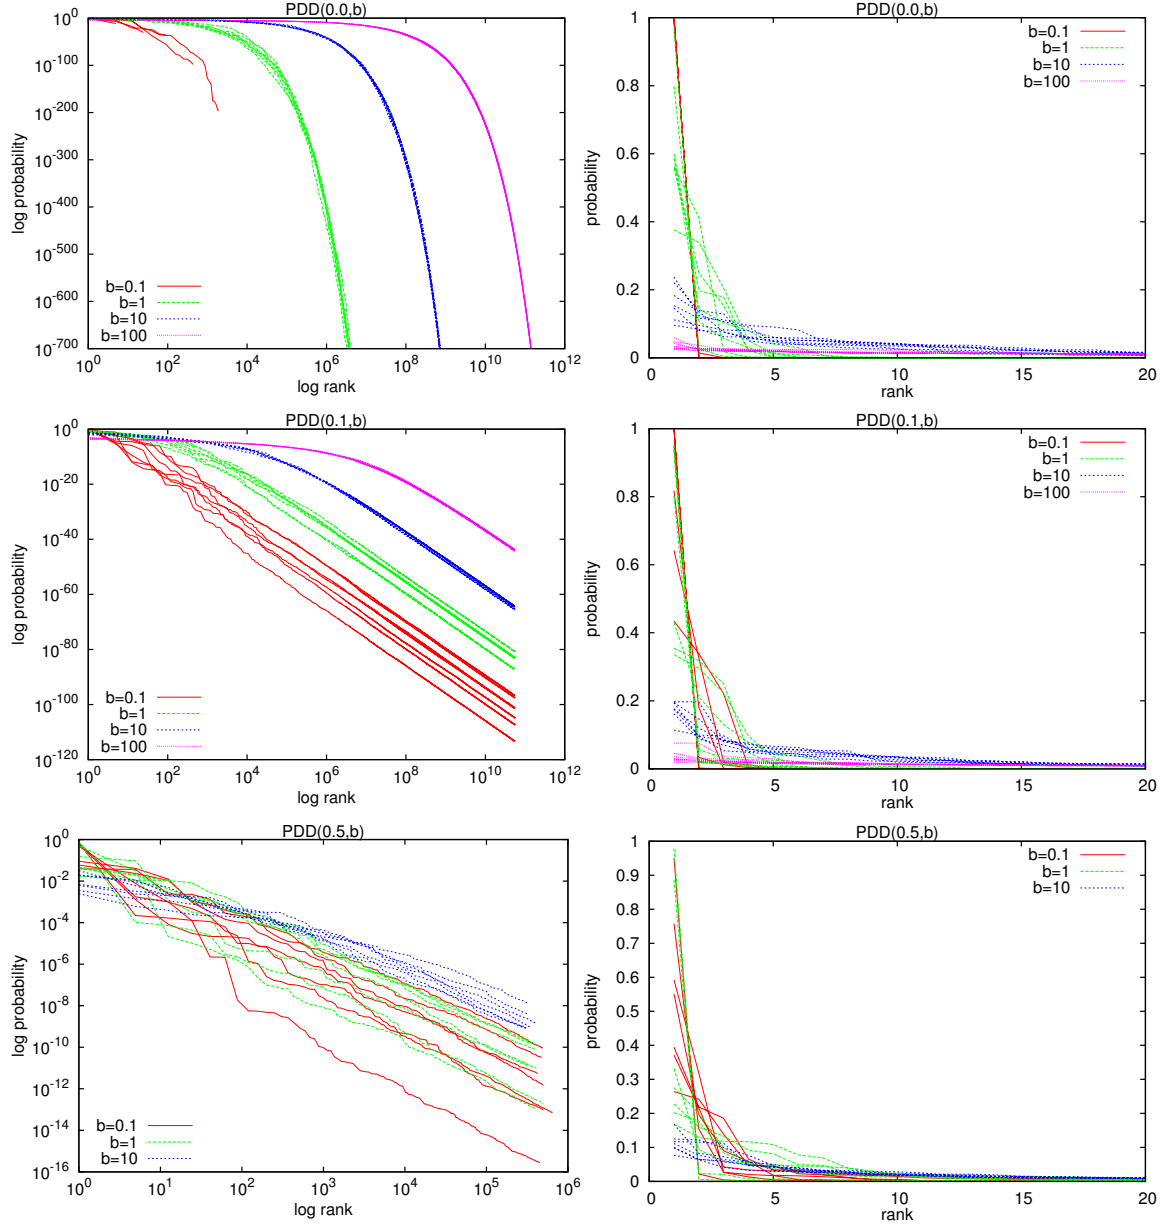 PDD(0.0,b)
10^0
10^-100
10^-200
10^-300
10^-400
10^-500
10^-600
10^-700
log probability
b=0.1
b=1
b=10
b=100
10^0 10^2 10^4 10^6 10^8 10^10 10^12
log rank
PDD(0.0,b)
1
0.8
0.6
0.4
0.2
0
probability
b=0.1
b=1
b=10
b=100
0 5 10 15 20
rank
PDD(0.1,b)
10^0
10^-20
10^-40
10^-60
10^-80
10^-100
10^-120
log probability
b=0.1
b=1
b=10
b=100
10^0 10^2 10^4 10^6 10^8 10^10 10^12
log rank
PDD(0.1,b)
1
0.8
0.6
0.4
0.2
0
probability
b=0.1
b=1
b=10
b=100
0 5 10 15 20
rank
PDD(0.5,b)
10^0
10^-2
10^-4
10^-6
10^-8
10^-10
10^-12
10^-14
10^-16
log probability
b=0.1
b=1
b=10
10^0 10^1 10^2 10^3 10^4 10^5 10^6
log rank
PDD(0.5,b)
1
0.9
0.8
0.7
0.6
0.5
0.4
0.3
0.2
0.1
0
probability
b=0.1
b=1
b=10
0 5 10 15 20
rank